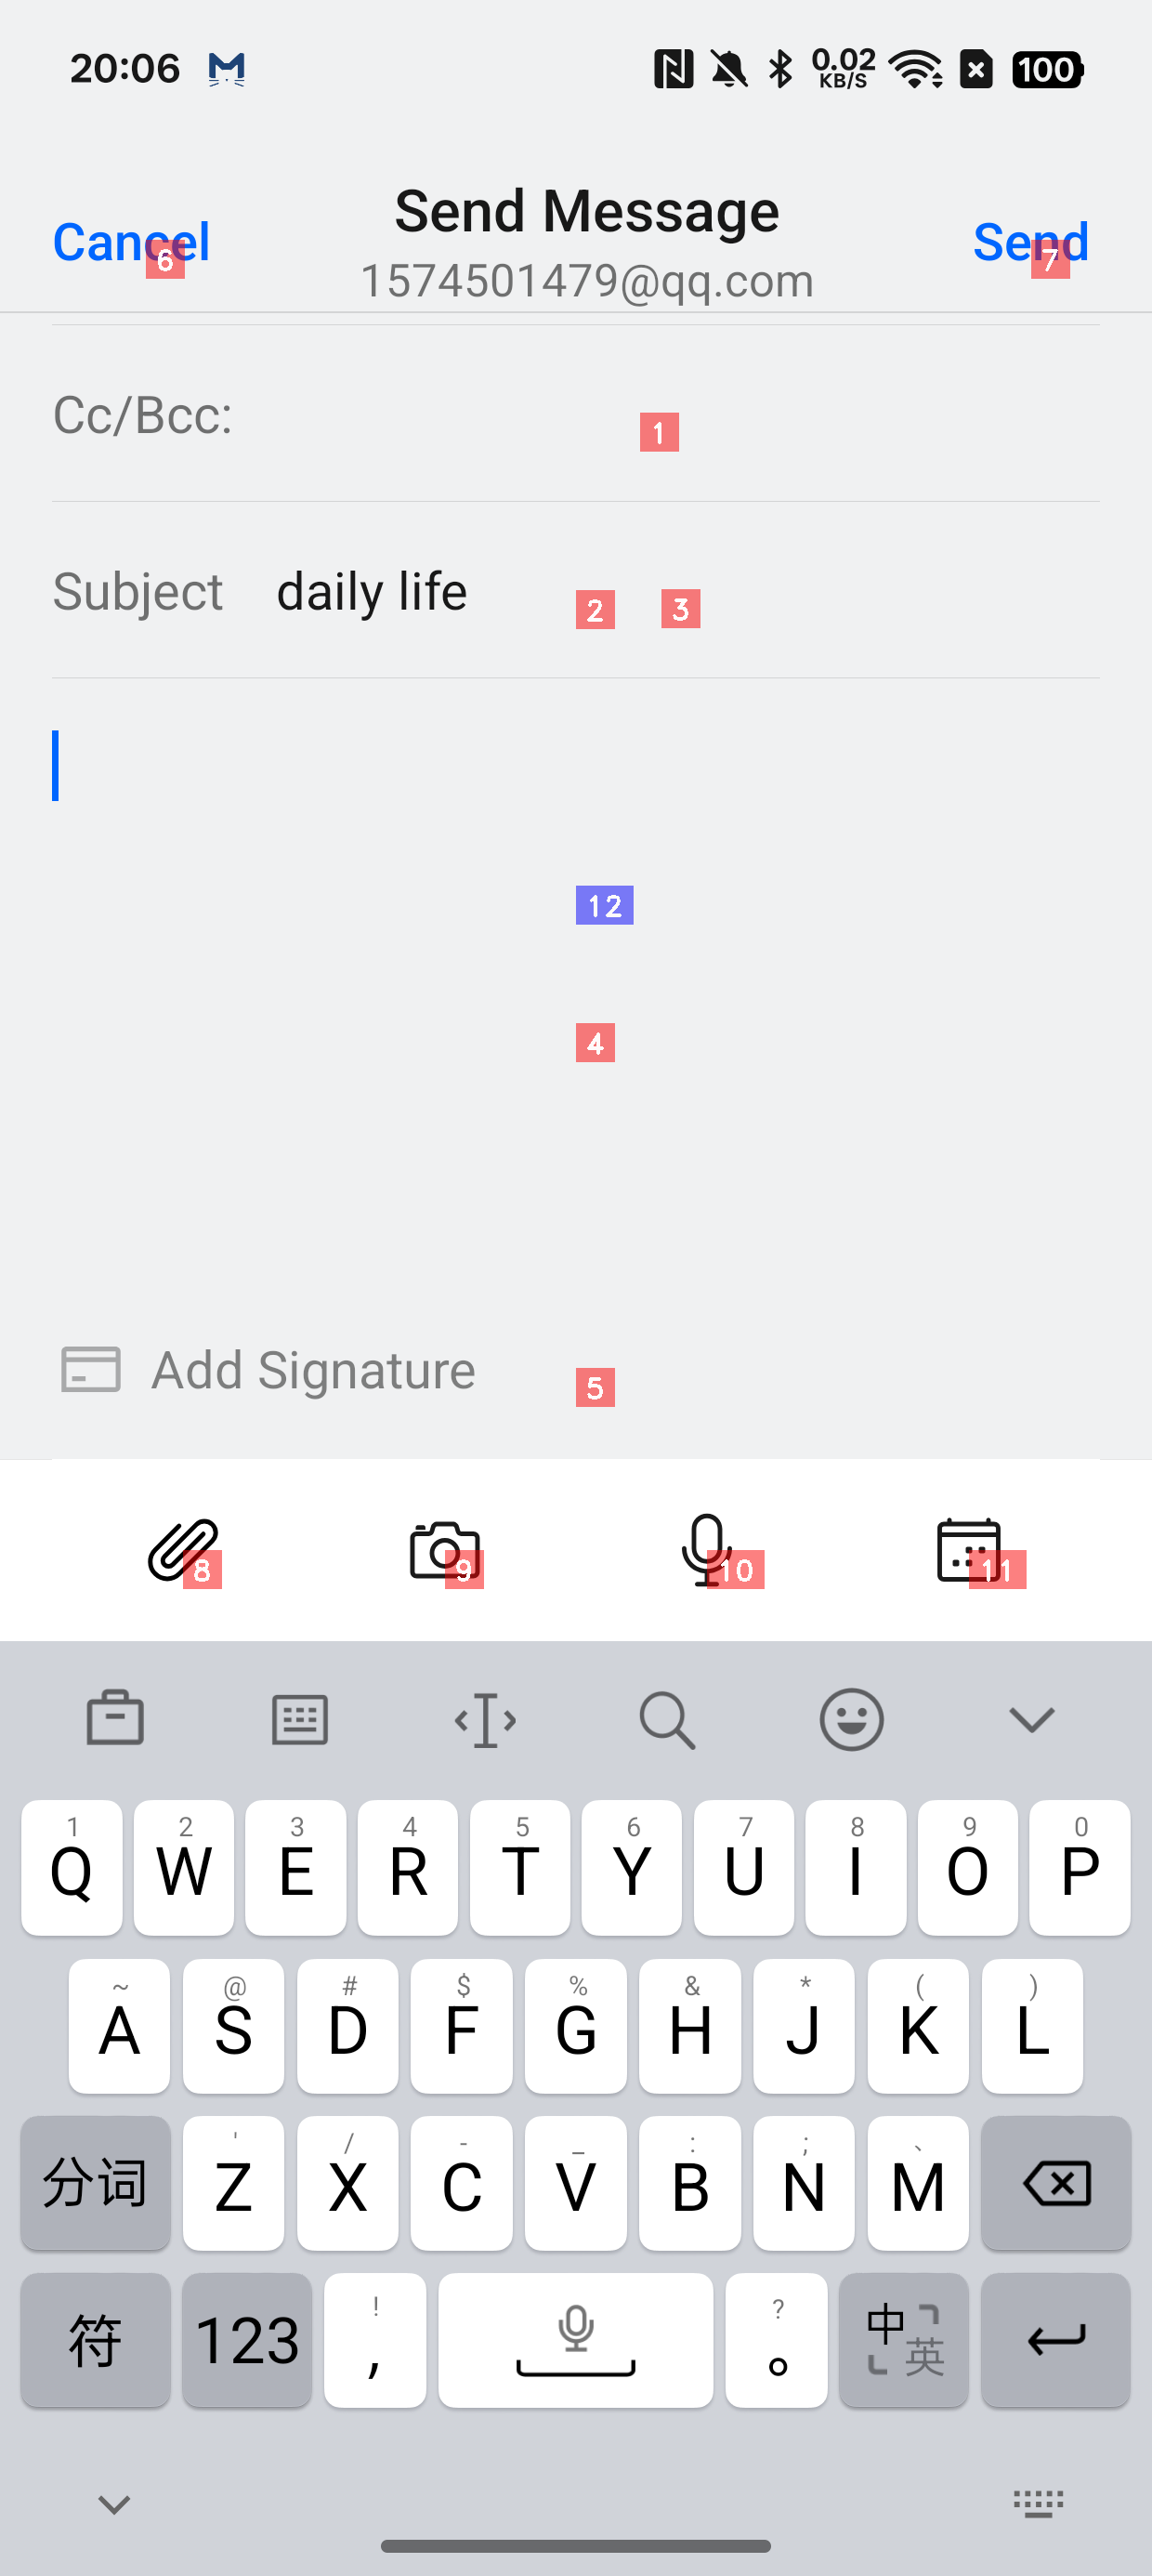 20:06 0.02 KB/S 100
Cancel Send Message Send
1574501479@qq.com
6 7
Cc/Bcc:
1
Subject daily life
2 3
12
4
Add Signature
5
8 9 10 11
1 2 3 4 5 6 7 8 9 0
Q W E R T Y U I O P
~ @ # $ % & * ( )
A S D F G H J K L
' / - _ : ; 、
分词 Z X C V B N M
! ?
符 123 , 。 中 英